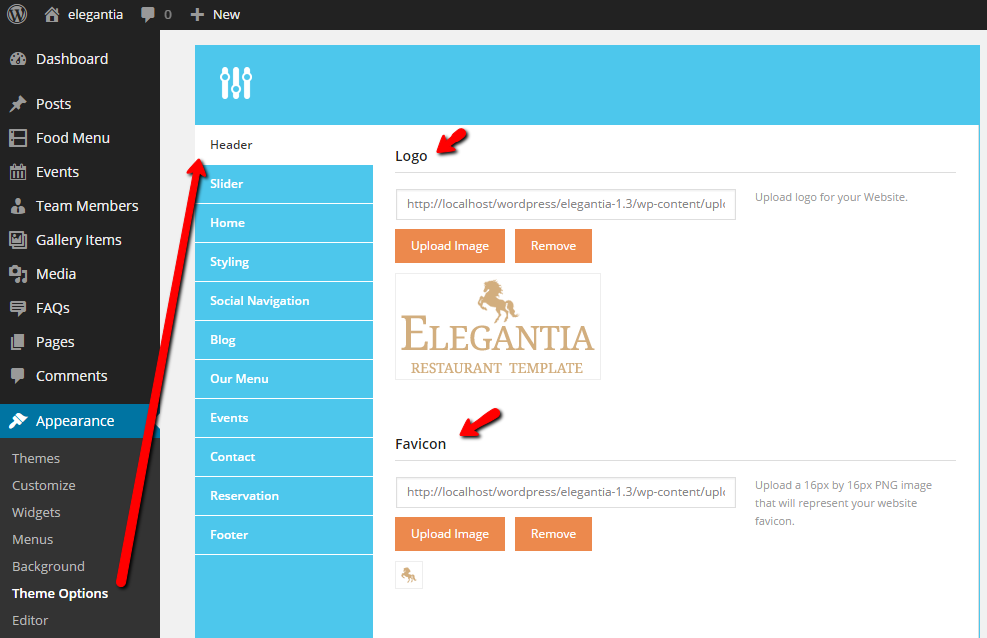 elegantia 0 New
Dashboard
Posts
Food Menu
Events
Team Members
Gallery Items
Media
FAQs
Pages
Comments
Appearance
Themes
Customize
Widgets
Menus
Background
Theme Options
Editor
Header
Slider
Home
Styling
Social Navigation
Blog
Our Menu
Events
Contact
Reservation
Footer
Logo
http://localhost/wordpress/elegantia-1.3/wp-content/uplo
Upload logo for your Website.
Upload Image Remove
ELEGANTIA
RESTAURANT TEMPLATE
Favicon
http://localhost/wordpress/elegantia-1.3/wp-content/uplo
Upload a 16px by 16px PNG image
that will represent your website
favicon.
Upload Image Remove